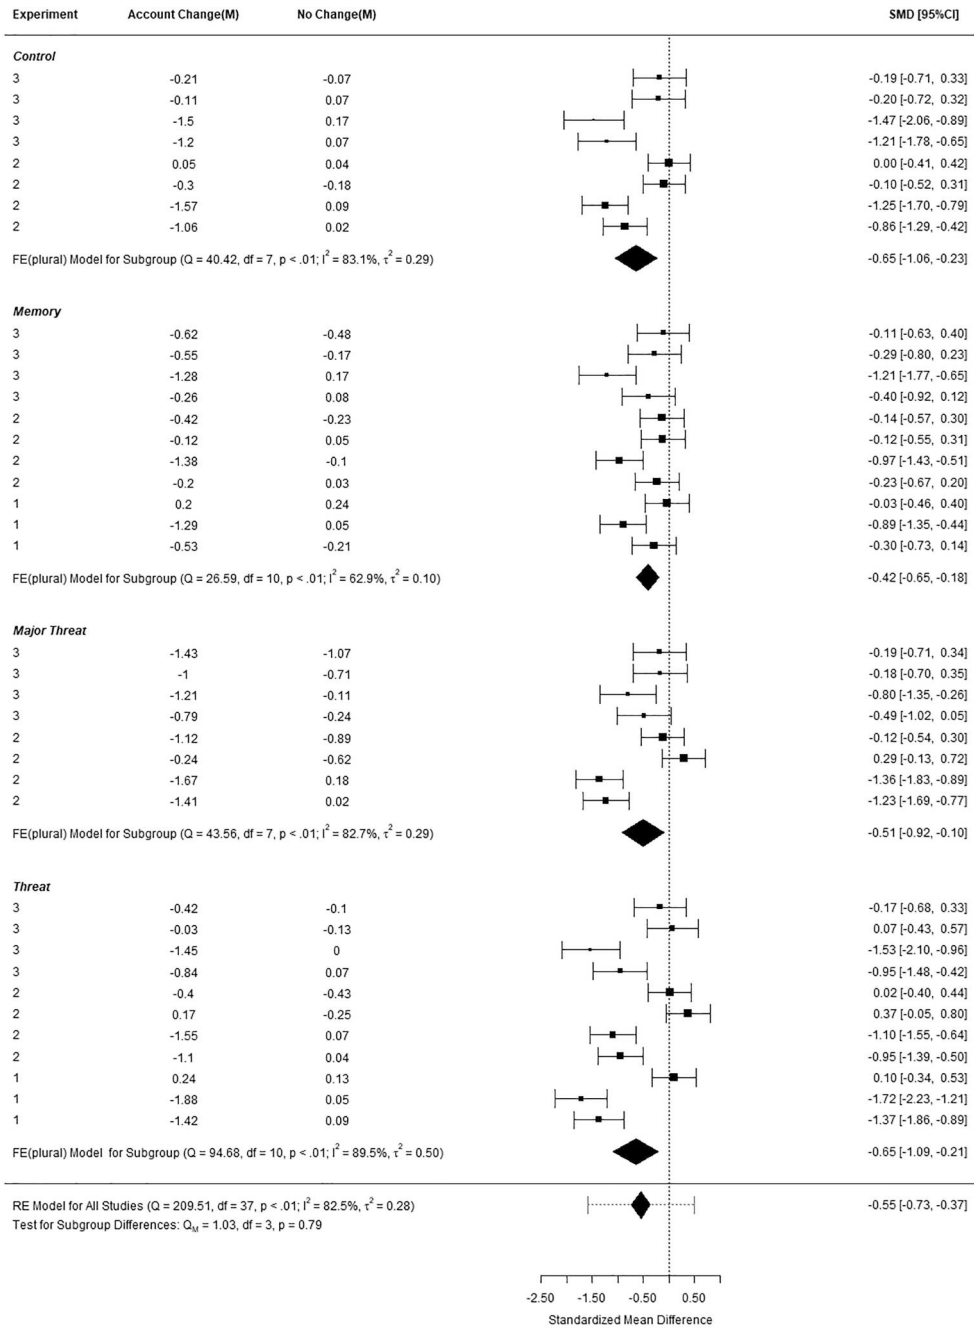 Experiment Account Change(M) No Change(M) SMD [95%CI]
Control
3 -0.21 -0.07 -0.19 [-0.71, 0.33]
3 -0.11 0.07 -0.20 [-0.72, 0.32]
3 -1.5 0.17 -1.47 [-2.06, -0.89]
3 -1.2 0.07 -1.21 [-1.78, -0.65]
2 0.05 0.04 0.00 [-0.41, 0.42]
2 -0.3 -0.18 -0.10 [-0.52, 0.31]
2 -1.57 0.09 -1.25 [-1.70, -0.79]
2 -1.06 0.02 -0.86 [-1.29, -0.42]
FE(plural) Model for Subgroup (Q = 40.42, df = 7, p < .01; I² = 83.1%, τ² = 0.29) -0.65 [-1.06, -0.23]
Memory
3 -0.62 -0.48 -0.11 [-0.63, 0.40]
3 -0.55 -0.17 -0.29 [-0.80, 0.23]
3 -1.28 0.17 -1.21 [-1.77, -0.65]
3 -0.26 0.08 -0.40 [-0.92, 0.12]
2 -0.42 -0.23 -0.14 [-0.57, 0.30]
2 -0.12 0.05 -0.12 [-0.55, 0.31]
2 -1.38 -0.1 -0.97 [-1.43, -0.51]
2 -0.2 0.03 -0.23 [-0.67, 0.20]
1 0.2 0.24 -0.03 [-0.46, 0.40]
1 -1.29 0.05 -0.89 [-1.35, -0.44]
1 -0.53 -0.21 -0.30 [-0.73, 0.14]
FE(plural) Model for Subgroup (Q = 26.59, df = 10, p < .01; I² = 62.9%, τ² = 0.10) -0.42 [-0.65, -0.18]
Major Threat
3 -1.43 -1.07 -0.19 [-0.71, 0.34]
3 -1 -0.71 -0.18 [-0.70, 0.35]
3 -1.21 -0.11 -0.80 [-1.35, -0.26]
3 -0.79 -0.24 -0.49 [-1.02, 0.05]
2 -1.12 -0.89 -0.12 [-0.54, 0.30]
2 -0.24 -0.62 0.29 [-0.13, 0.72]
2 -1.67 0.18 -1.36 [-1.83, -0.89]
2 -1.41 0.02 -1.23 [-1.69, -0.77]
FE(plural) Model for Subgroup (Q = 43.56, df = 7, p < .01; I² = 82.7%, τ² = 0.29) -0.51 [-0.92, -0.10]
Threat
3 -0.42 -0.1 -0.17 [-0.68, 0.33]
3 -0.03 -0.13 0.07 [-0.43, 0.57]
3 -1.45 0 -1.53 [-2.10, -0.96]
3 -0.84 0.07 -0.95 [-1.48, -0.42]
2 -0.4 -0.43 0.02 [-0.40, 0.44]
2 0.17 -0.25 0.37 [-0.05, 0.80]
2 -1.55 0.07 -1.10 [-1.55, -0.64]
2 -1.1 0.04 -0.95 [-1.39, -0.50]
1 0.24 0.13 0.10 [-0.34, 0.53]
1 -1.88 0.05 -1.72 [-2.23, -1.21]
1 -1.42 0.09 -1.37 [-1.86, -0.89]
FE(plural) Model for Subgroup (Q = 94.68, df = 10, p < .01; I² = 89.5%, τ² = 0.50) -0.65 [-1.09, -0.21]
RE Model for All Studies (Q = 209.51, df = 37, p < .01; I² = 82.5%, τ² = 0.28) -0.55 [-0.73, -0.37]
Test for Subgroup Differences: Q_M = 1.03, df = 3, p = 0.79
-2.50 -1.50 -0.50 0.50
Standardized Mean Difference